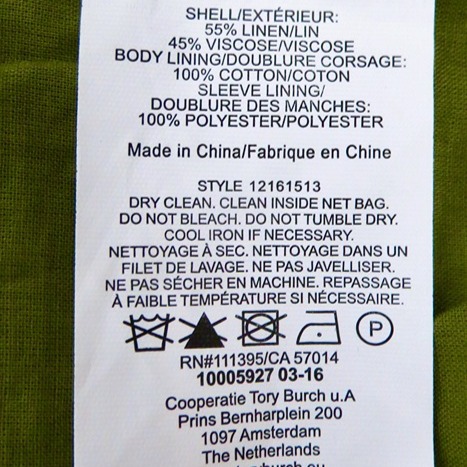 SHELL/EXTÉRIEUR:
55% LINEN/LIN
45% VISCOSE/VISCOSE
BODY LINING/DOUBLURE CORSAGE:
100% COTTON/COTON
SLEEVE LINING/
DOUBLURE DES MANCHES:
100% POLYESTER/POLYESTER
Made in China/Fabrique en Chine
STYLE 12161513
DRY CLEAN. CLEAN INSIDE NET BAG.
DO NOT BLEACH. DO NOT TUMBLE DRY.
COOL IRON IF NECESSARY.
NETTOYAGE À SEC. NETTOYAGE DANS UN
FILET DE LAVAGE. NE PAS JAVELLISER.
NE PAS SÉCHER EN MACHINE. REPASSAGE
À FAIBLE TEMPÉRATURE SI NÉCESSAIRE.
P
RN#111395/CA 57014
10005927 03-16
Cooperatie Tory Burch u.A
Prins Bernharplein 200
1097 Amsterdam
The Netherlands